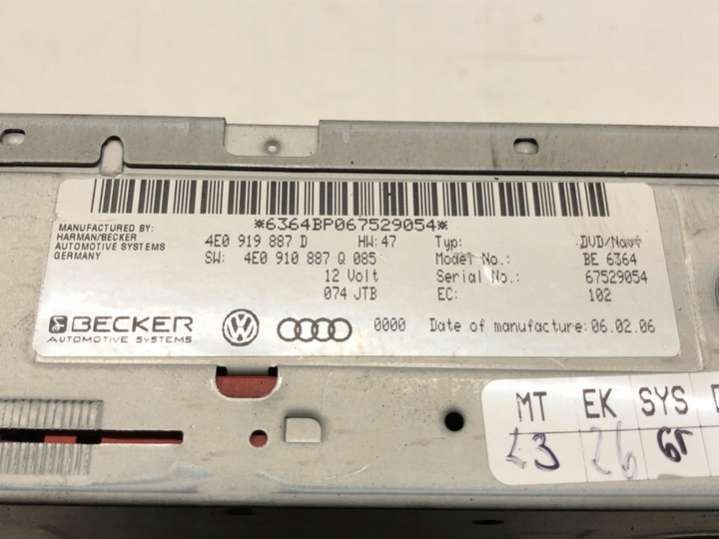 *6364BP067529054*
MANUFACTURED BY:
HARMAN/BECKER
AUTOMOTIVE SYSTEMS
GERMANY
4E0 919 887 D HW:47
SW: 4E0 910 887 Q 085
12 Volt
074 JTB
Typ: DVD/Navi
Model No.: BE 6364
Serial No.: 67529054
EC: 102
BECKER
AUTOMOTIVE SYSTEMS
0000 Date of manufacture: 06.02.06
MT EK SYS
23 26